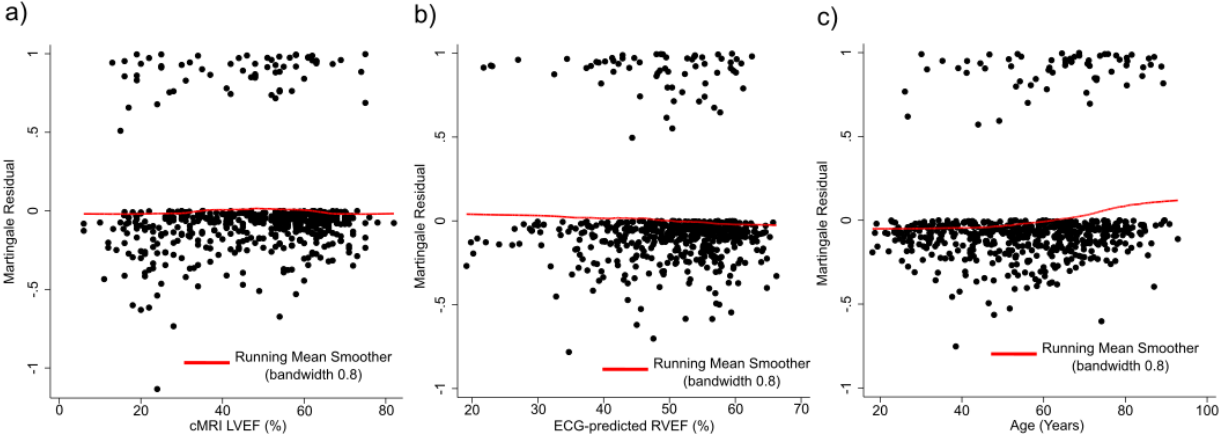 a)
Martingale Residual
1
.5
0
-.5
-1
0
20
40
60
80
cMRI LVEF (%)
Running Mean Smoother
(bandwidth 0.8)
b)
Martingale Residual
1
.5
0
-.5
-1
20
30
40
50
60
70
ECG-predicted RVEF (%)
Running Mean Smoother
(bandwidth 0.8)
c)
Martingale Residual
1
.5
0
-.5
-1
20
40
60
80
100
Age (Years)
Running Mean Smoother
(bandwidth 0.8)